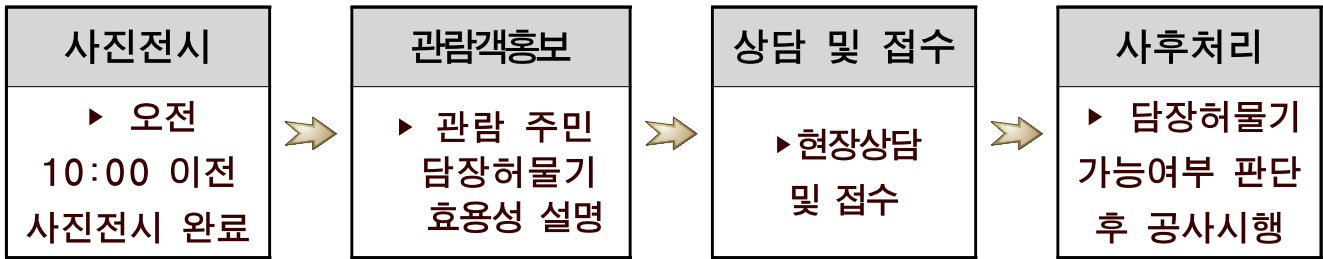 사진전시
▶ 오전
10:00 이전
사진전시 완료
관람객홍보
▶ 관람 주민
담장허물기
효용성 설명
상담 및 접수
▶현장상담
및 접수
사후처리
▶ 담장허물기
가능여부 판단
후 공사시행